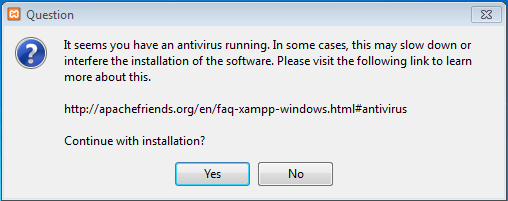 Question
It seems you have an antivirus running. In some cases, this may slow down or
interfere the installation of the software. Please visit the following link to learn
more about this.
http://apachefriends.org/en/faq-xampp-windows.html#antivirus
Continue with installation?
Yes No